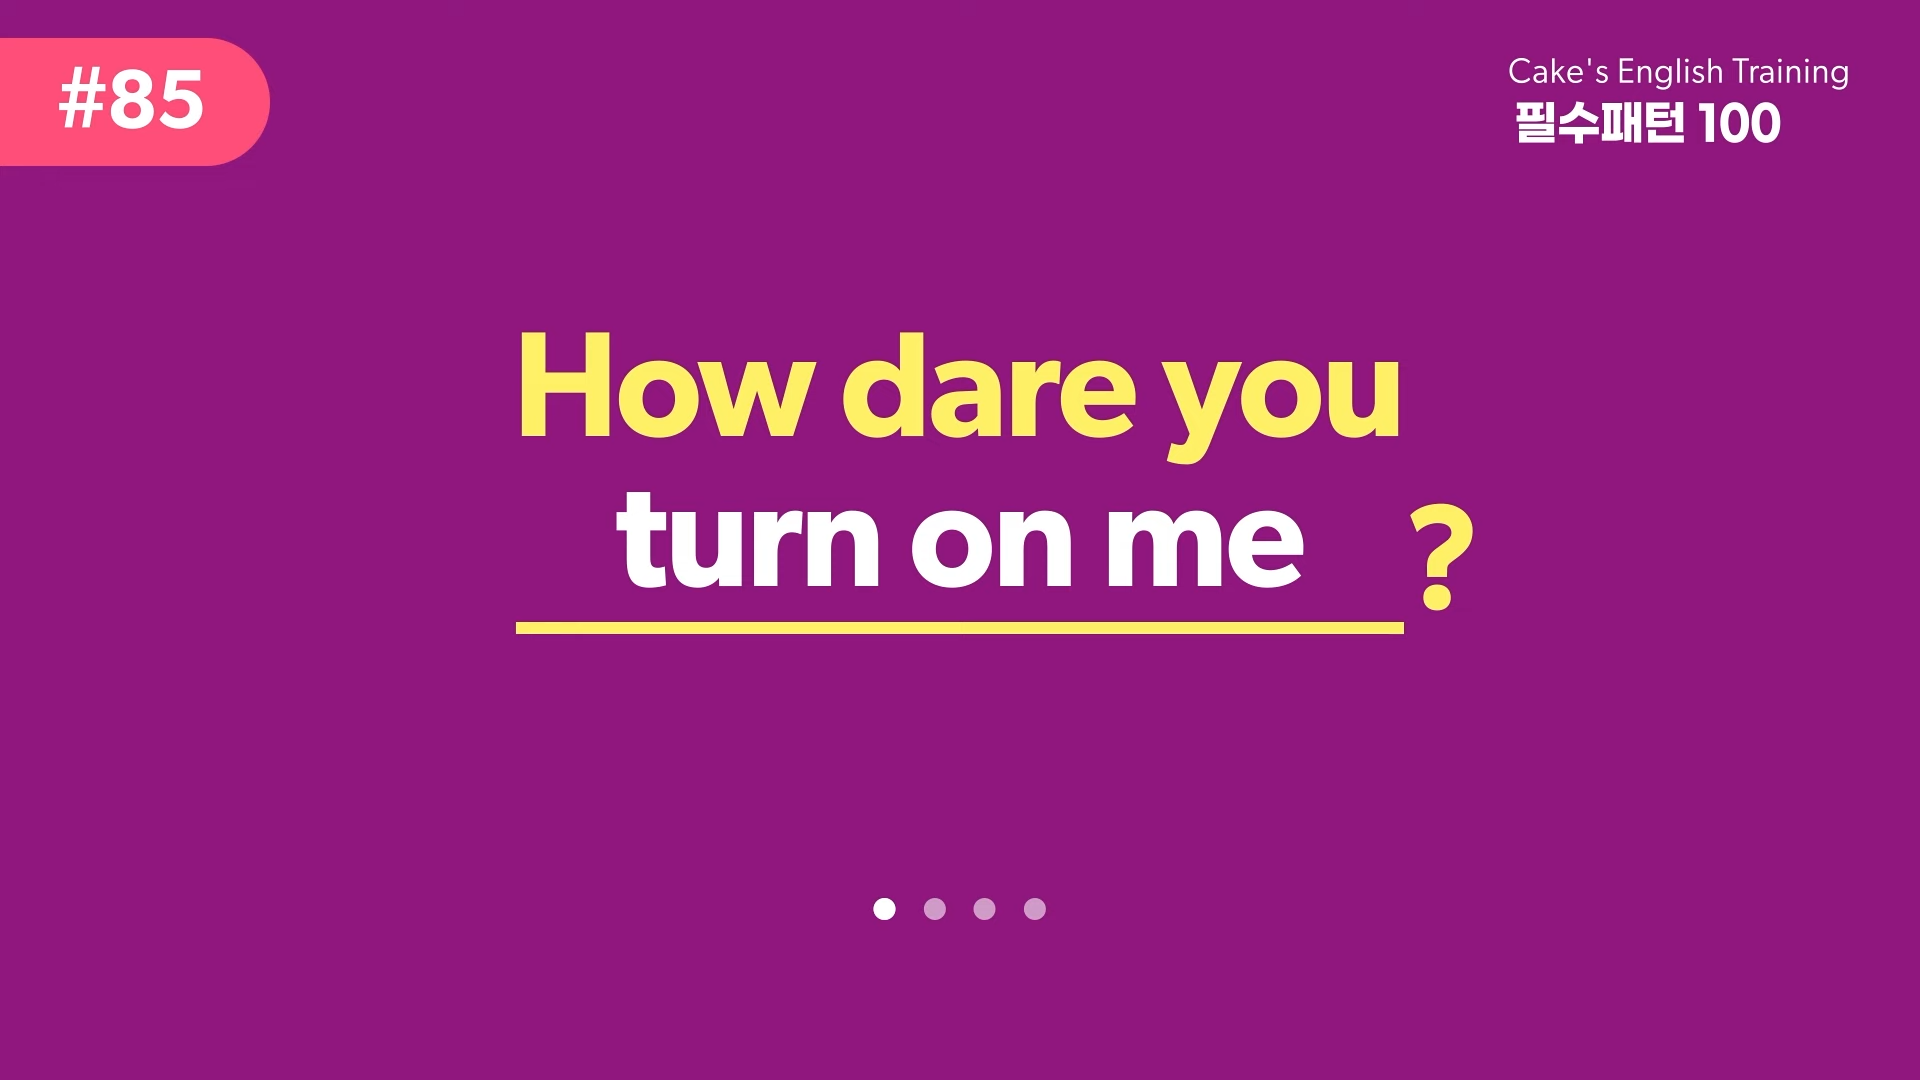 #85
Cake's English Training
필수패턴 100
How dare you
turn on me ?